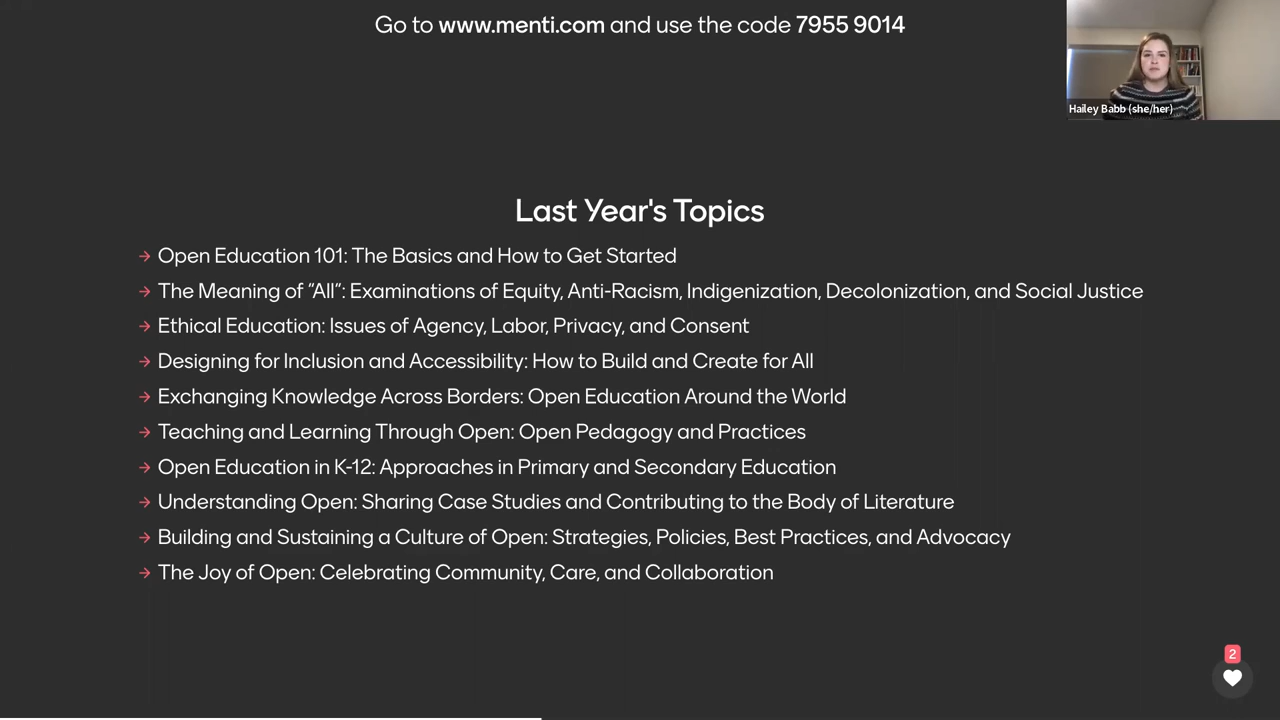 Go to www.menti.com and use the code 7955 9014
Hailey Babb (she/her)
Last Year's Topics
→ Open Education 101: The Basics and How to Get Started
→ The Meaning of "All": Examinations of Equity, Anti-Racism, Indigenization, Decolonization, and Social Justice
→ Ethical Education: Issues of Agency, Labor, Privacy, and Consent
→ Designing for Inclusion and Accessibility: How to Build and Create for All
→ Exchanging Knowledge Across Borders: Open Education Around the World
→ Teaching and Learning Through Open: Open Pedagogy and Practices
→ Open Education in K-12: Approaches in Primary and Secondary Education
→ Understanding Open: Sharing Case Studies and Contributing to the Body of Literature
→ Building and Sustaining a Culture of Open: Strategies, Policies, Best Practices, and Advocacy
→ The Joy of Open: Celebrating Community, Care, and Collaboration
2